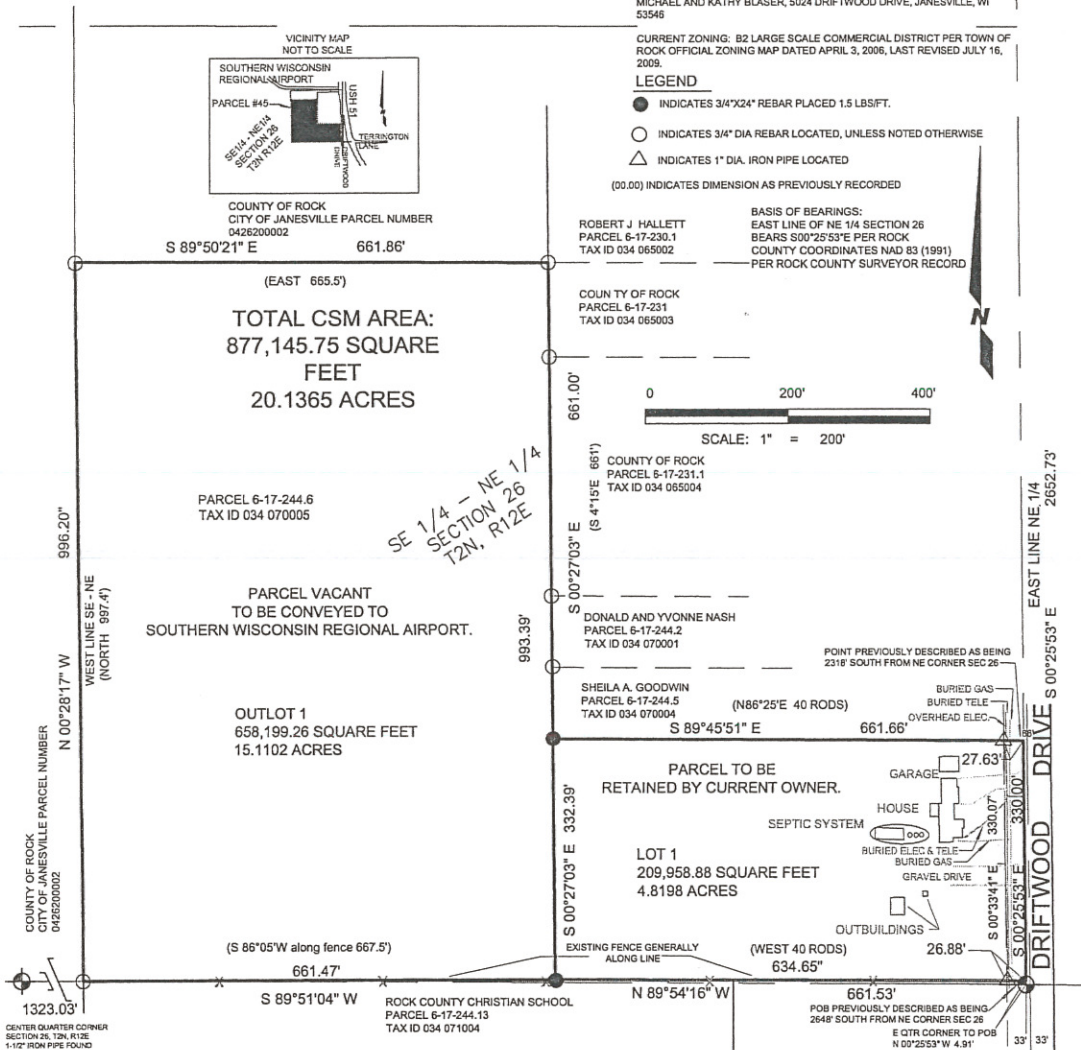 MICHAEL AND KATHY BLASER, 5024 DRIFTWOOD DRIVE, JANESVILLE, WI
53546
CURRENT ZONING: B2 LARGE SCALE COMMERCIAL DISTRICT PER TOWN OF
ROCK OFFICIAL ZONING MAP DATED APRIL 3, 2006, LAST REVISED JULY 16,
2009.
LEGEND
INDICATES 3/4"X24" REBAR PLACED 1.5 LBS/FT.
INDICATES 3/4" DIA REBAR LOCATED, UNLESS NOTED OTHERWISE
INDICATES 1" DIA. IRON PIPE LOCATED
(00.00) INDICATES DIMENSION AS PREVIOUSLY RECORDED
VICINITY MAP
NOT TO SCALE
SOUTHERN WISCONSIN
REGIONAL AIRPORT
PARCEL #45
SE1/4 - NE1/4
SECTION 26
T2N R12E
USH 51
TERRINGTON
LANE
DRIFTWOOD
DRIVE
COUNTY OF ROCK
CITY OF JANESVILLE PARCEL NUMBER
0426200002
S 89°50'21" E 661.86'
(EAST 665.5')
ROBERT J HALLETT
PARCEL 6-17-230.1
TAX ID 034 065002
BASIS OF BEARINGS:
EAST LINE OF NE 1/4 SECTION 26
BEARS S00°25'53"E PER ROCK
COUNTY COORDINATES NAD 83 (1991)
PER ROCK COUNTY SURVEYOR RECORD
COUN TY OF ROCK
PARCEL 6-17-231
TAX ID 034 065003
N
TOTAL CSM AREA:
877,145.75 SQUARE
FEET
20.1365 ACRES
0 200' 400'
SCALE: 1" = 200'
661.00'
(S 4°15'E 661')
S 00°27'03" E
993.39'
COUNTY OF ROCK
PARCEL 6-17-231.1
TAX ID 034 065004
SE 1/4 - NE 1/4
SECTION 26
T2N, R12E
PARCEL 6-17-244.6
TAX ID 034 070005
996.20"
WEST LINE SE - NE
(NORTH 997.4')
N 00°28'17" W
PARCEL VACANT
TO BE CONVEYED TO
SOUTHERN WISCONSIN REGIONAL AIRPORT.
OUTLOT 1
658,199.26 SQUARE FEET
15.1102 ACRES
DONALD AND YVONNE NASH
PARCEL 6-17-244.2
TAX ID 034 070001
SHEILA A. GOODWIN
PARCEL 6-17-244.5
TAX ID 034 070004
(N86°25'E 40 RODS)
S 89°45'51" E 661.66'
POINT PREVIOUSLY DESCRIBED AS BEING
2318' SOUTH FROM NE CORNER SEC 26
BURIED GAS
BURIED TELE
OVERHEAD ELEC.
EAST LINE NE, 1/4
2652.73'
S 00°25'53" E
DRIFTWOOD DRIVE
PARCEL TO BE
RETAINED BY CURRENT OWNER.
27.63'
GARAGE
HOUSE
SEPTIC SYSTEM
BURIED ELEC & TELE
BURIED GAS
GRAVEL DRIVE
330.07'
330.00'
S 00°33'41" E
S 00°25'53" E
LOT 1
209,958.88 SQUARE FEET
4.8198 ACRES
S 00°27'03" E 332.39'
OUTBUILDINGS
26.88'
COUNTY OF ROCK
CITY OF JANESVILLE PARCEL NUMBER
0426200002
(S 86°05'W along fence 667.5')
661.47'
S 89°51'04" W
EXISTING FENCE GENERALLY
ALONG LINE
(WEST 40 RODS)
634.65"
N 89°54'16" W
661.53'
ROCK COUNTY CHRISTIAN SCHOOL
PARCEL 6-17-244.13
TAX ID 034 071004
1323.03'
CENTER QUARTER CORNER
SECTION 26, T2N, R12E
1-1/2" IRON PIPE FOUND
POB PREVIOUSLY DESCRIBED AS BEING
2648' SOUTH FROM NE CORNER SEC 26
E QTR CORNER TO POB
N 00°25'53" W 4.91'
33' 33'